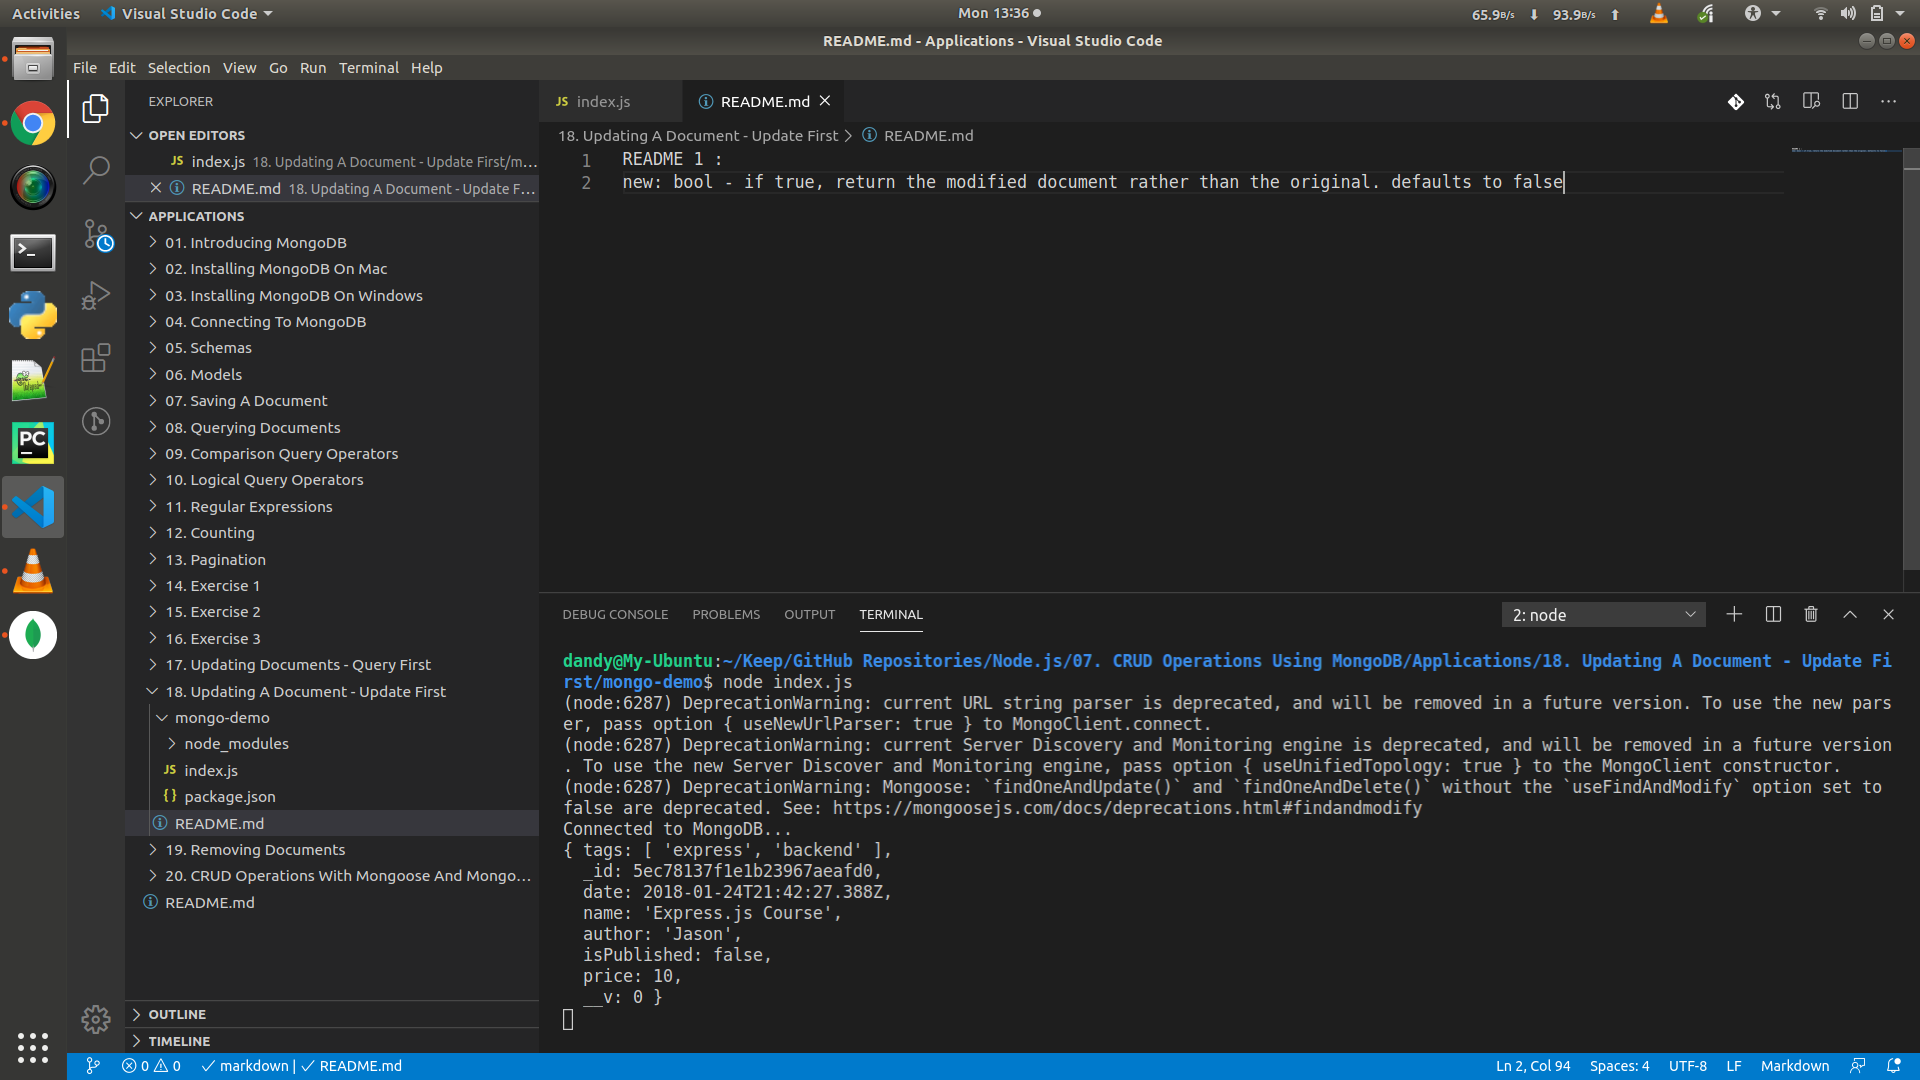 Activities Visual Studio Code Mon 13:36 65.9B/s 93.9B/s
README.md - Applications - Visual Studio Code
File Edit Selection View Go Run Terminal Help
EXPLORER
OPEN EDITORS
JS index.js 18. Updating A Document - Update First/m...
README.md 18. Updating A Document - Update F...
APPLICATIONS
01. Introducing MongoDB
02. Installing MongoDB On Mac
03. Installing MongoDB On Windows
04. Connecting To MongoDB
05. Schemas
06. Models
07. Saving A Document
08. Querying Documents
09. Comparison Query Operators
10. Logical Query Operators
11. Regular Expressions
12. Counting
13. Pagination
14. Exercise 1
15. Exercise 2
16. Exercise 3
17. Updating Documents - Query First
18. Updating A Document - Update First
mongo-demo
node_modules
JS index.js
{} package.json
README.md
19. Removing Documents
20. CRUD Operations With Mongoose And Mongo...
README.md
OUTLINE
TIMELINE
JS index.js README.md
18. Updating A Document - Update First > README.md
1 README 1 :
2 new: bool - if true, return the modified document rather than the original. defaults to false
DEBUG CONSOLE PROBLEMS OUTPUT TERMINAL 2: node
dandy@My-Ubuntu:~/Keep/GitHub Repositories/Node.js/07. CRUD Operations Using MongoDB/Applications/18. Updating A Document - Update Fi
rst/mongo-demo$ node index.js
(node:6287) DeprecationWarning: current URL string parser is deprecated, and will be removed in a future version. To use the new pars
er, pass option { useNewUrlParser: true } to MongoClient.connect.
(node:6287) DeprecationWarning: current Server Discovery and Monitoring engine is deprecated, and will be removed in a future version
. To use the new Server Discover and Monitoring engine, pass option { useUnifiedTopology: true } to the MongoClient constructor.
(node:6287) DeprecationWarning: Mongoose: `findOneAndUpdate()` and `findOneAndDelete()` without the `useFindAndModify` option set to
false are deprecated. See: https://mongoosejs.com/docs/deprecations.html#findandmodify
Connected to MongoDB...
{ tags: [ 'express', 'backend' ],
_id: 5ec78137f1e1b23967aeafd0,
date: 2018-01-24T21:42:27.388Z,
name: 'Express.js Course',
author: 'Jason',
isPublished: false,
price: 10,
__v: 0 }
PC
0 0 markdown | README.md Ln 2, Col 94 Spaces: 4 UTF-8 LF Markdown